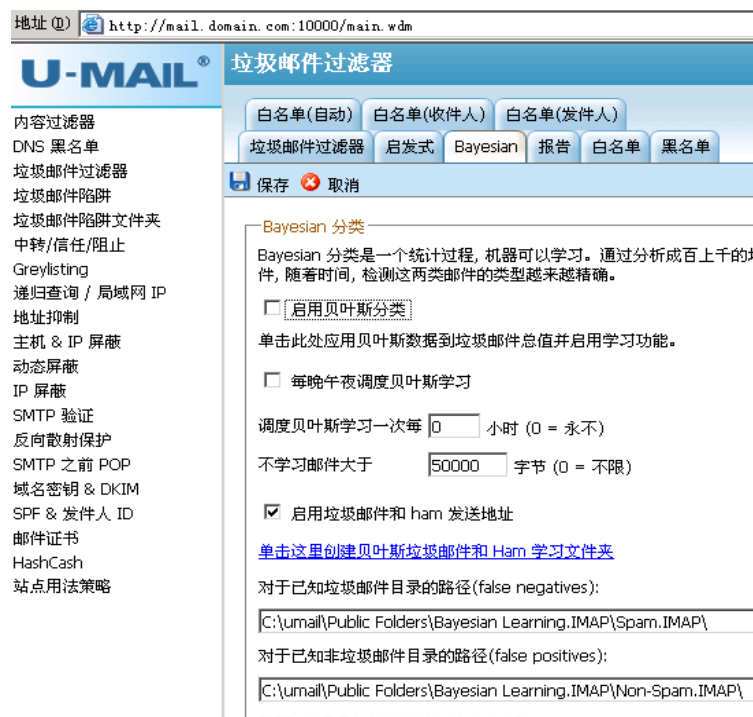 地址(D) http://mail.domain.com:10000/main.wdm
U-MAIL®
垃圾邮件过滤器
内容过滤器
DNS 黑名单
垃圾邮件过滤器
垃圾邮件陷阱
垃圾邮件陷阱文件夹
中转/信任/阻止
Greylisting
递归查询 / 局域网 IP
地址抑制
主机 & IP 屏蔽
动态屏蔽
IP 屏蔽
SMTP 验证
反向散射保护
SMTP 之前 POP
域名密钥 & DKIM
SPF & 发件人 ID
邮件证书
HashCash
站点用法策略
白名单(自动) 白名单(收件人) 白名单(发件人)
垃圾邮件过滤器 启发式 Bayesian 报告 白名单 黑名单
保存 取消
Bayesian 分类
Bayesian 分类是一个统计过程, 机器可以学习。通过分析成百上千的
件, 随着时间, 检测这两类邮件的类型越来越精确。
启用贝叶斯分类
单击此处应用贝叶斯数据到垃圾邮件总值并启用学习功能。
每晚午夜调度贝叶斯学习
调度贝叶斯学习一次每 0 小时 (0 = 永不)
不学习邮件大于 50000 字节 (0 = 不限)
启用垃圾邮件和 ham 发送地址
单击这里创建贝叶斯垃圾邮件和 Ham 学习文件夹
对于已知垃圾邮件目录的路径(false negatives):
C:\umail\Public Folders\Bayesian Learning.IMAP\Spam.IMAP\
对于已知非垃圾邮件目录的路径(false positives):
C:\umail\Public Folders\Bayesian Learning.IMAP\Non-Spam.IMAP\